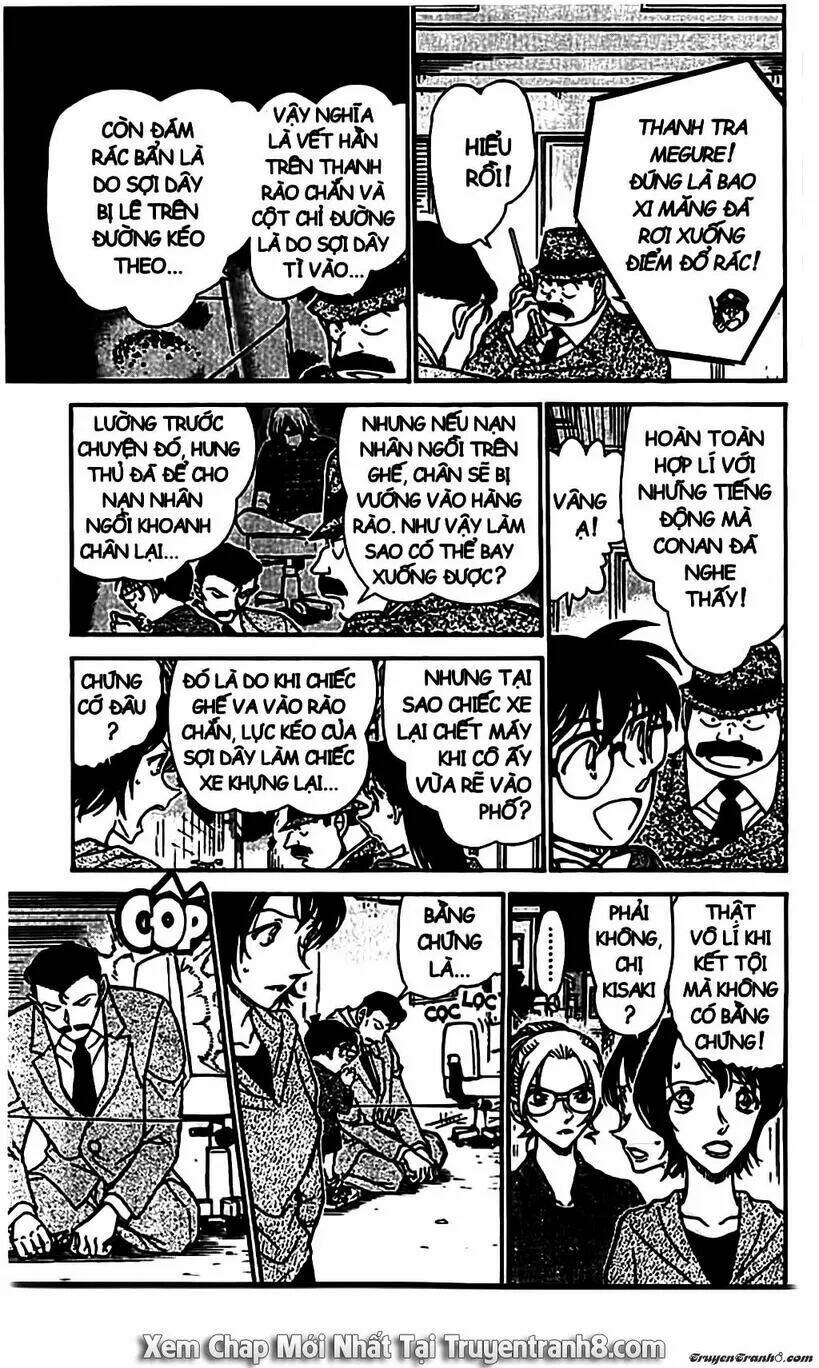 THANH TRA
MEGURE!
ĐÚNG LÀ BAO
XI MĂNG ĐÃ
RƠI XUỐNG
ĐIỂM ĐỔ RÁC!
HIỂU
RỒI!
VẬY NGHĨA
LÀ VẾT HẰN
TRÊN THANH
RÀO CHẮN VÀ
CỘT CHỈ ĐƯỜNG
LÀ DO SỢI DÂY
TÌ VÀO...
CÒN ĐÁM
RÁC BẨN LÀ
DO SỢI DÂY
BỊ LÊ TRÊN
ĐƯỜNG KÉO
THEO...
HOÀN TOÀN
HỢP LÍ VỚI
NHỮNG TIẾNG
ĐỘNG MÀ
CONAN ĐÃ
NGHE
THẤY!
VÂNG
Ạ!
NHƯNG NẾU NẠN
NHÂN NGỒI TRÊN
GHẾ, CHÂN SẼ BỊ
VƯỚNG VÀO HÀNG
RÀO. NHƯ VẬY LÀM
SAO CÓ THỂ BAY
XUỐNG ĐƯỢC?
LƯỜNG TRƯỚC
CHUYỆN ĐÓ, HUNG
THỦ ĐÃ ĐỂ CHO
NẠN NHÂN
NGỒI KHOANH
CHÂN LẠI...
NHƯNG TẠI
SAO CHIẾC XE
LẠI CHẾT MÁY
KHI CÔ ẤY
VỪA RẼ VÀO
PHỐ?
ĐÓ LÀ DO KHI CHIẾC
GHẾ VA VÀO RÀO
CHẮN, LỰC KÉO CỦA
SỢI DÂY LÀM CHIẾC
XE KHỰNG LẠI...
CHỨNG
CỚ ĐÂU
?
THẬT
VÔ LÍ KHI
KẾT TỘI
MÀ KHÔNG
CÓ BẰNG
CHỨNG!
PHẢI
KHÔNG,
CHỊ
KISAKI
?
........
BẰNG
CHỨNG
LÀ...
CỌC
LỌC
CỘP
Xem Chap Mới Nhất Tại Truyentranh8.com
TruyenTranh8.com